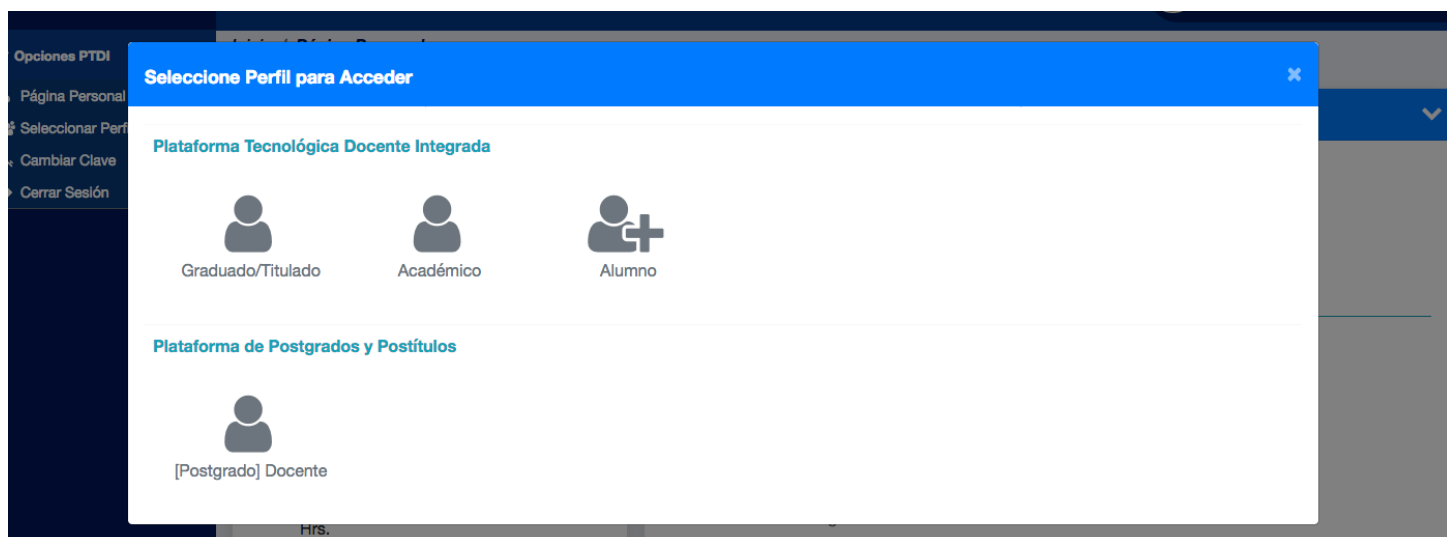 Opciones PTDI
Página Personal
Seleccionar Perfi
Cambiar Clave
Cerrar Sesión
Seleccione Perfil para Acceder
×
Plataforma Tecnológica Docente Integrada
Graduado/Titulado
Académico
Alumno
Plataforma de Postgrados y Postítulos
[Postgrado] Docente
Hrs.